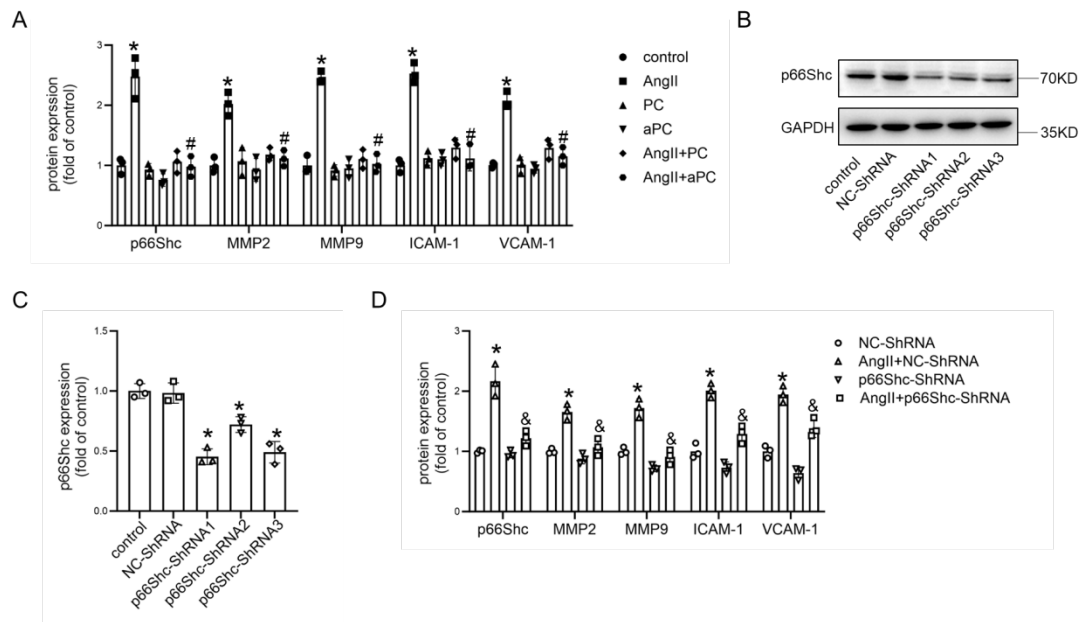 A
protein exprssion
(fold of control)
3
2
1
0
*
*
*
*
*
#
#
#
#
#
p66Shc
MMP2
MMP9
ICAM-1
VCAM-1
control
AngII
PC
aPC
AngII+PC
AngII+aPC
B
p66Shc
70KD
GAPDH
35KD
control
NC-ShRNA
p66Shc-ShRNA1
p66Shc-ShRNA2
p66Shc-ShRNA3
C
p66Shc expression
(fold of control)
1.5
1.0
0.5
0.0
*
*
*
control
NC-ShRNA
p66Shc-ShRNA1
p66Shc-ShRNA2
p66Shc-ShRNA3
D
protein expression
(fold of control)
3
2
1
0
*
*
*
*
*
&
&
&
&
&
p66Shc
MMP2
MMP9
ICAM-1
VCAM-1
NC-ShRNA
AngII+NC-ShRNA
p66Shc-ShRNA
AngII+p66Shc-ShRNA